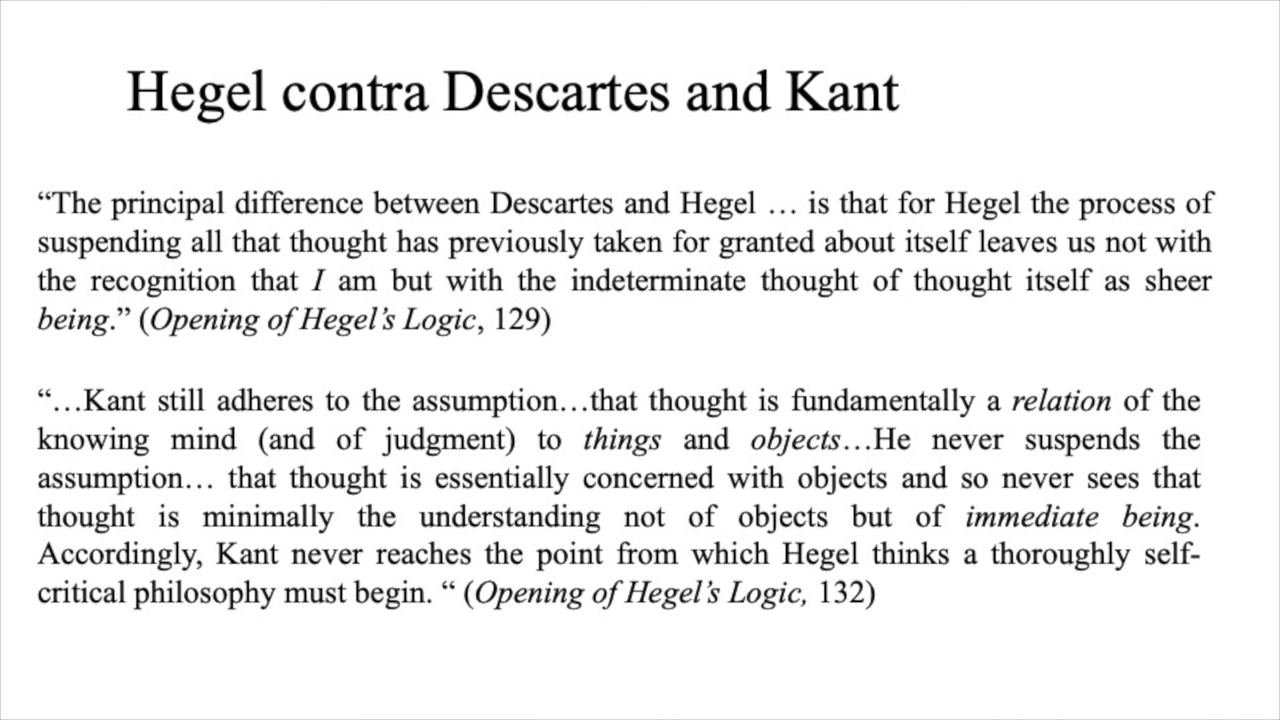 Hegel contra Descartes and Kant
“The principal difference between Descartes and Hegel … is that for Hegel the process of
suspending all that thought has previously taken for granted about itself leaves us not with
the recognition that I am but with the indeterminate thought of thought itself as sheer
being.” (Opening of Hegel’s Logic, 129)
“…Kant still adheres to the assumption…that thought is fundamentally a relation of the
knowing mind (and of judgment) to things and objects…He never suspends the
assumption… that thought is essentially concerned with objects and so never sees that
thought is minimally the understanding not of objects but of immediate being.
Accordingly, Kant never reaches the point from which Hegel thinks a thoroughly self-
critical philosophy must begin. “ (Opening of Hegel’s Logic, 132)